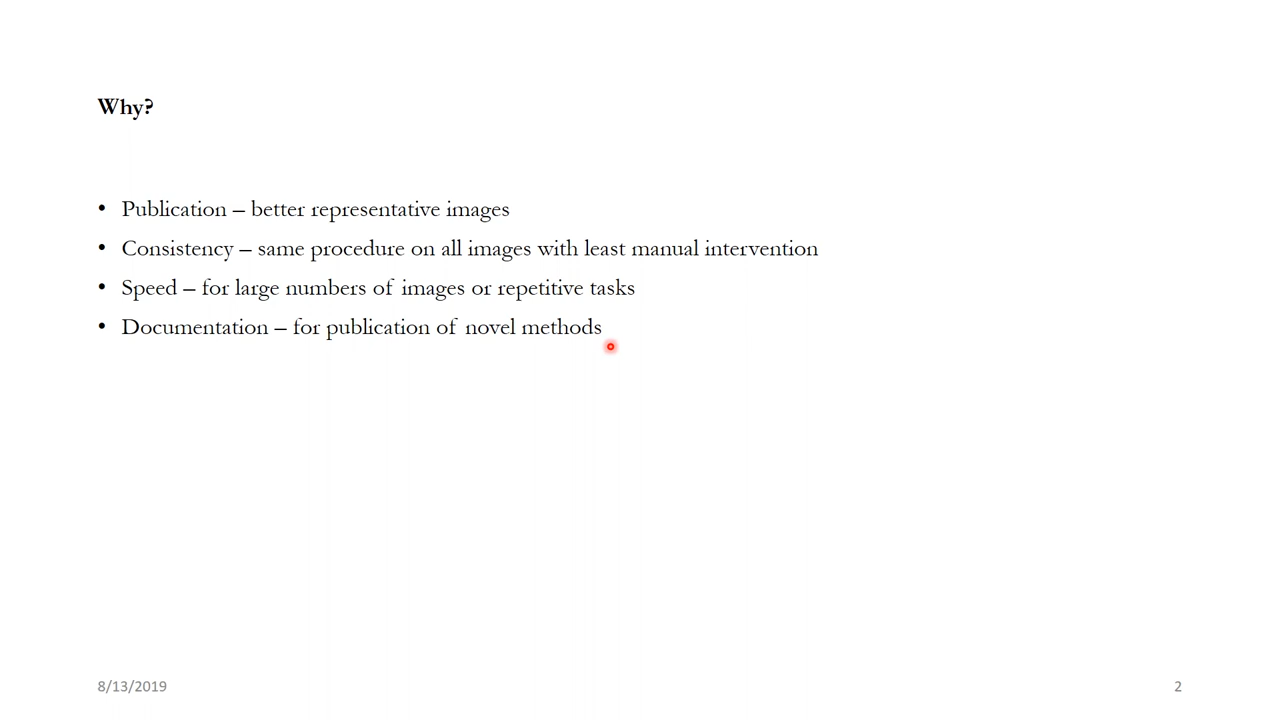 Why?
• Publication – better representative images
• Consistency – same procedure on all images with least manual intervention
• Speed – for large numbers of images or repetitive tasks
• Documentation – for publication of novel methods
8/13/2019
2